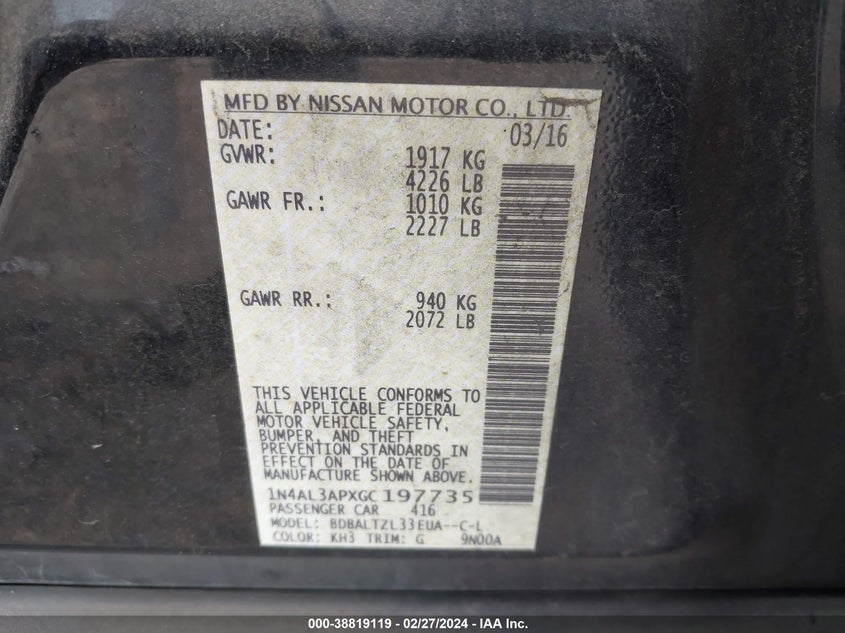 MFD BY NISSAN MOTOR CO., LTD.
DATE: 03/16
GVWR: 1917 KG
4226 LB
GAWR FR.: 1010 KG
2227 LB
GAWR RR.: 940 KG
2072 LB
THIS VEHICLE CONFORMS TO
ALL APPLICABLE FEDERAL
MOTOR VEHICLE SAFETY,
BUMPER, AND THEFT
PREVENTION STANDARDS IN
EFFECT ON THE DATE OF
MANUFACTURE SHOWN ABOVE.
1N4AL3APXGC197735
PASSENGER CAR 416
MODEL: BDBALTZL33EUA--C-L
COLOR: KH3 TRIM: G 9N00A
000-38819119 - 02/27/2024 - IAA Inc.